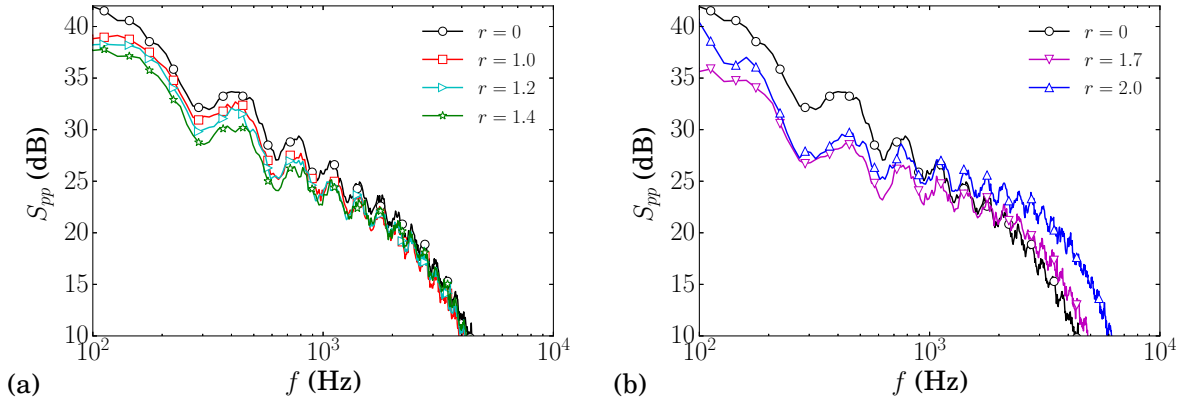 40
35
30
25
20
15
10
S_pp (dB)
10^2
10^3
10^4
f (Hz)
r = 0
r = 1.0
r = 1.2
r = 1.4
(a)
40
35
30
25
20
15
10
S_pp (dB)
10^2
10^3
10^4
f (Hz)
r = 0
r = 1.7
r = 2.0
(b)